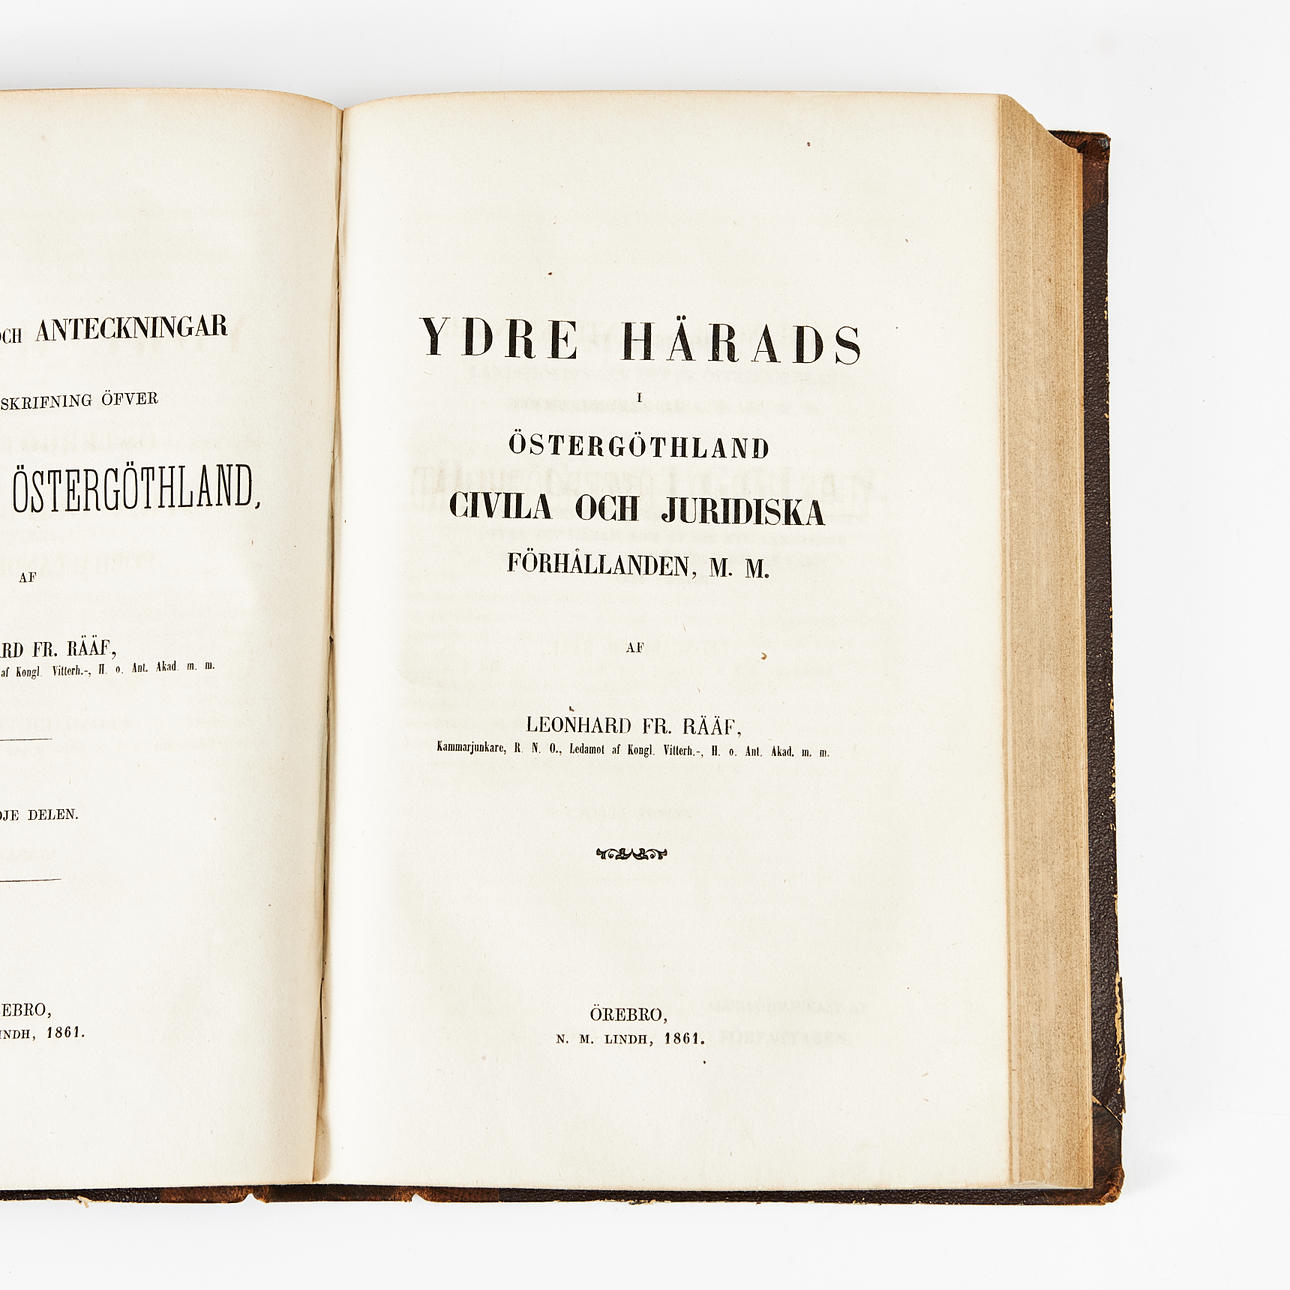 OCH ANTECKNINGAR
SKRIFNING ÖFVER
ÖSTERGÖTHLAND,
AF
RD FR. RÄÄF,
af Kongl. Vitterh.-, H. o. Ant. Akad. m. m.
DJE DELEN.
EBRO,
INDH, 1861.
YDRE HÄRADS
I
ÖSTERGÖTHLAND
CIVILA OCH JURIDISKA
FÖRHÅLLANDEN, M. M.
AF
LEONHARD FR. RÄÄF,
Kammarjunkare, R. N. O., Ledamot af Kongl. Vitterh.-, H. o. Ant. Akad. m. m.
ÖREBRO,
N. M. LINDH, 1861.